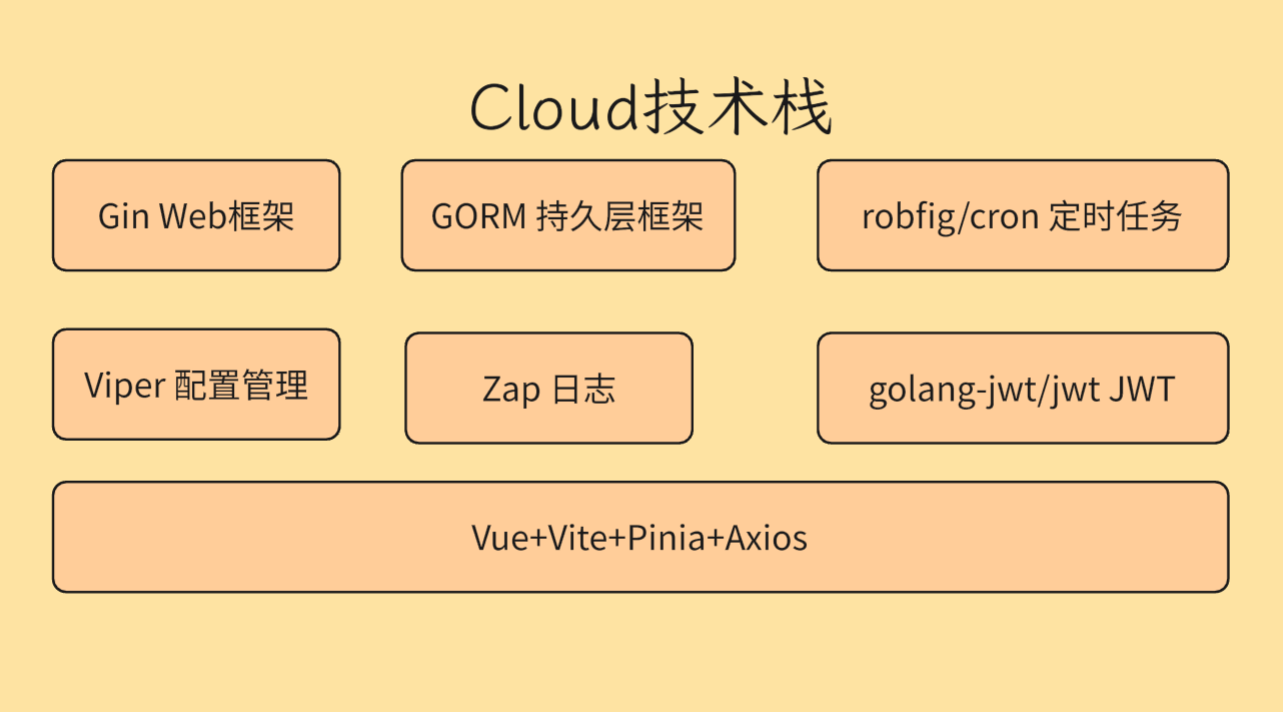 Cloud技术栈
Gin Web框架
GORM 持久层框架
robfig/cron 定时任务
Viper 配置管理
Zap 日志
golang-jwt/jwt JWT
Vue+Vite+Pinia+Axios